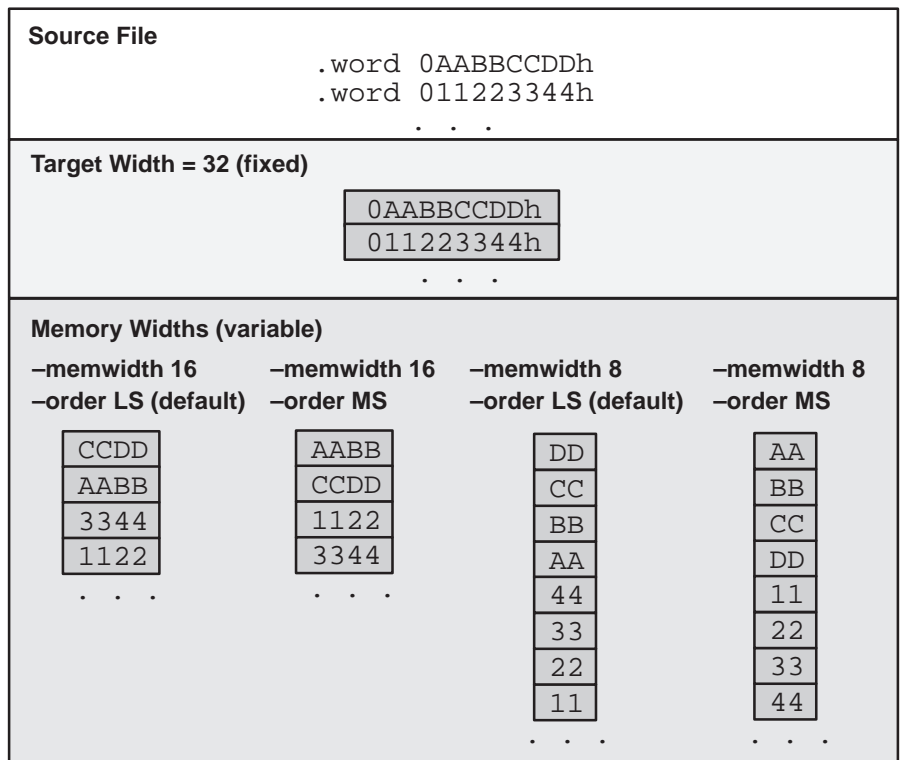 Source File
.word 0AABBCCDDh
.word 011223344h
. . .
Target Width = 32 (fixed)
0AABBCCDDh
011223344h
. . .
Memory Widths (variable)
–memwidth 16
–order LS (default)
CCDD
AABB
3344
1122
. . .
–memwidth 16
–order MS
AABB
CCDD
1122
3344
. . .
–memwidth 8
–order LS (default)
DD
CC
BB
AA
44
33
22
11
. . .
–memwidth 8
–order MS
AA
BB
CC
DD
11
22
33
44
. . .